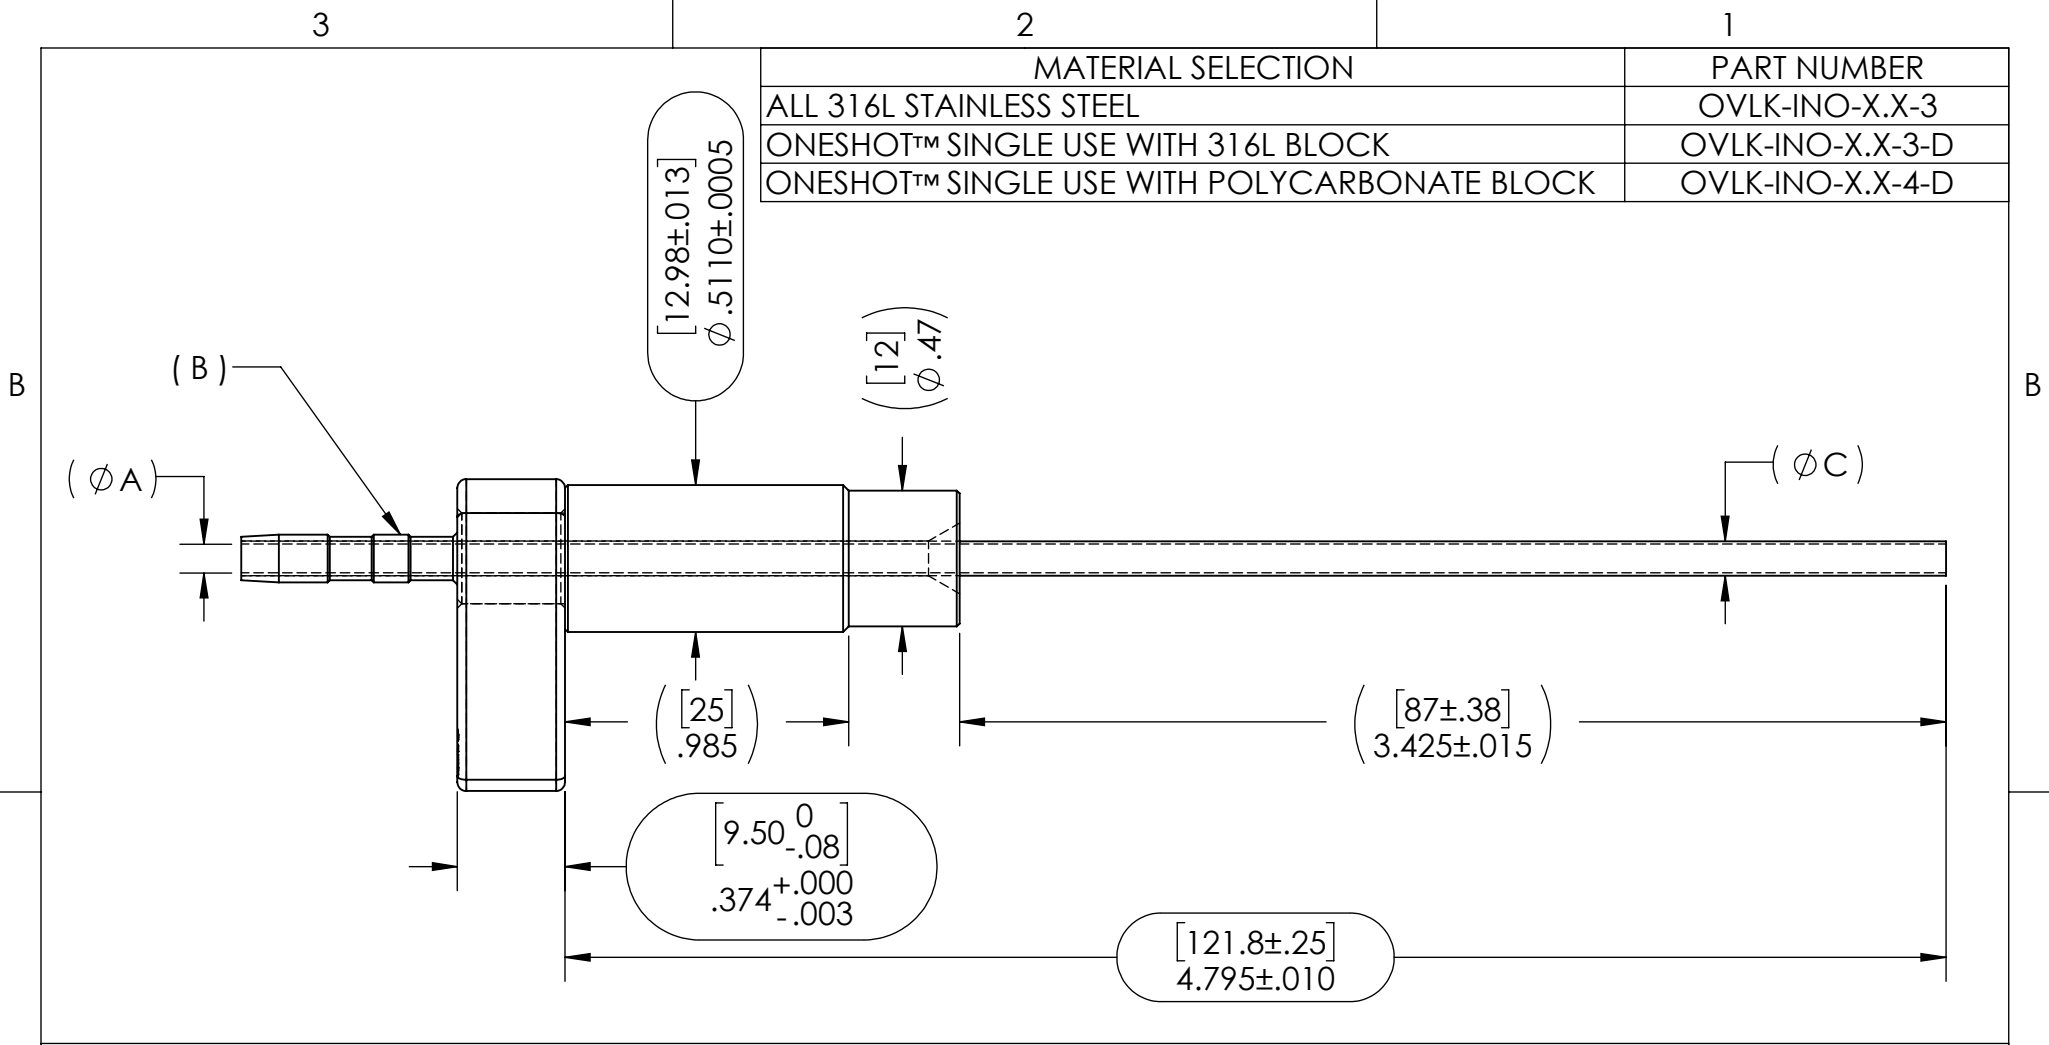 3 2 1
MATERIAL SELECTION PART NUMBER
ALL 316L STAINLESS STEEL OVLK-INO-X.X-3
ONESHOT™ SINGLE USE WITH 316L BLOCK OVLK-INO-X.X-3-D
ONESHOT™ SINGLE USE WITH POLYCARBONATE BLOCK OVLK-INO-X.X-4-D
[12.98±.013]
⌀.5110±.0005
([12]
⌀.47)
B
B
(B)
(⌀A)
(⌀C)
([25]
.985)
([87±.38]
3.425±.015)
[9.50 0
-.08]
.374 +.000
-.003
[121.8±.25]
4.795±.010